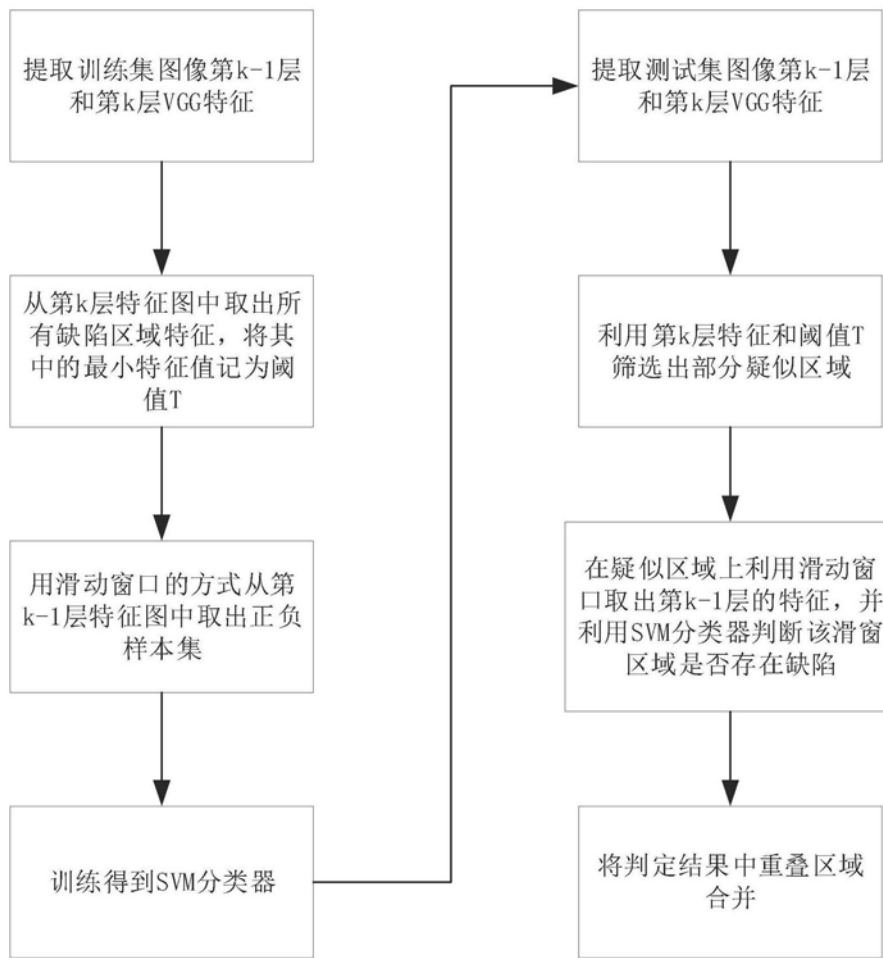 提取训练集图像第k-1层
和第k层VGG特征
从第k层特征图中取出所
有缺陷区域特征，将其
中的最小特征值记为阈
值T
用滑动窗口的方式从第
k-1层特征图中取出正负
样本集
训练得到SVM分类器
提取测试集图像第k-1层
和第k层VGG特征
利用第k层特征和阈值T
筛选出部分疑似区域
在疑似区域上利用滑动窗
口取出第k-1层的特征，并
利用SVM分类器判断该滑窗
区域是否存在缺陷
将判定结果中重叠区域
合并